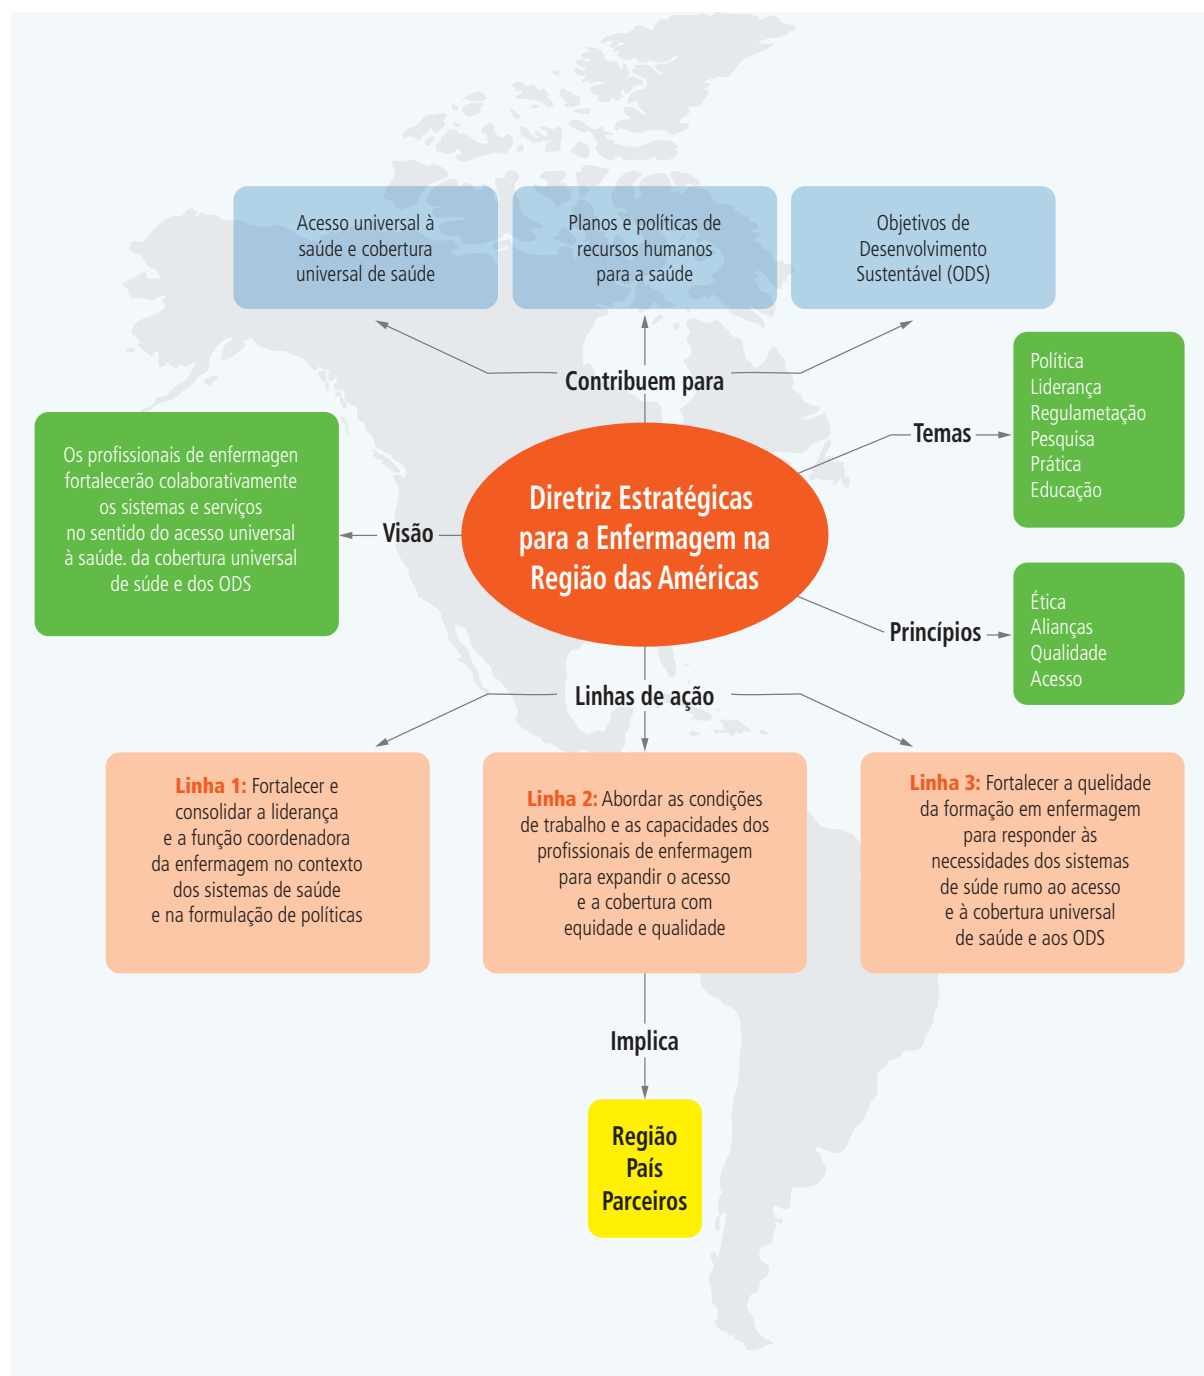 Acesso universal à
saúde e cobertura
universal de saúde
Planos e políticas de
recursos humanos
para a saúde
Objetivos de
Desenvolvimento
Sustentável (ODS)
Contribuem para
Temas
Política
Liderança
Regulametação
Pesquisa
Prática
Educação
Os profissionais de enfermagen
fortalecerão colaborativamente
os sistemas e serviços
no sentido do acesso universal
à saúde. da cobertura universal
de súde e dos ODS
Visão
Diretriz Estratégicas
para a Enfermagem na
Região das Américas
Princípios
Ética
Alianças
Qualidade
Acesso
Linhas de ação
Linha 1: Fortalecer e
consolidar a liderança
e a função coordenadora
da enfermagem no contexto
dos sistemas de saúde
e na formulação de políticas
Linha 2: Abordar as condições
de trabalho e as capacidades dos
profissionais de enfermagem
para expandir o acesso
e a cobertura com
equidade e qualidade
Linha 3: Fortalecer a quelidade
da formação em enfermagem
para responder às
necessidades dos sistemas
de súde rumo ao acesso
e à cobertura universal
de saúde e aos ODS
Implica
Região
País
Parceiros